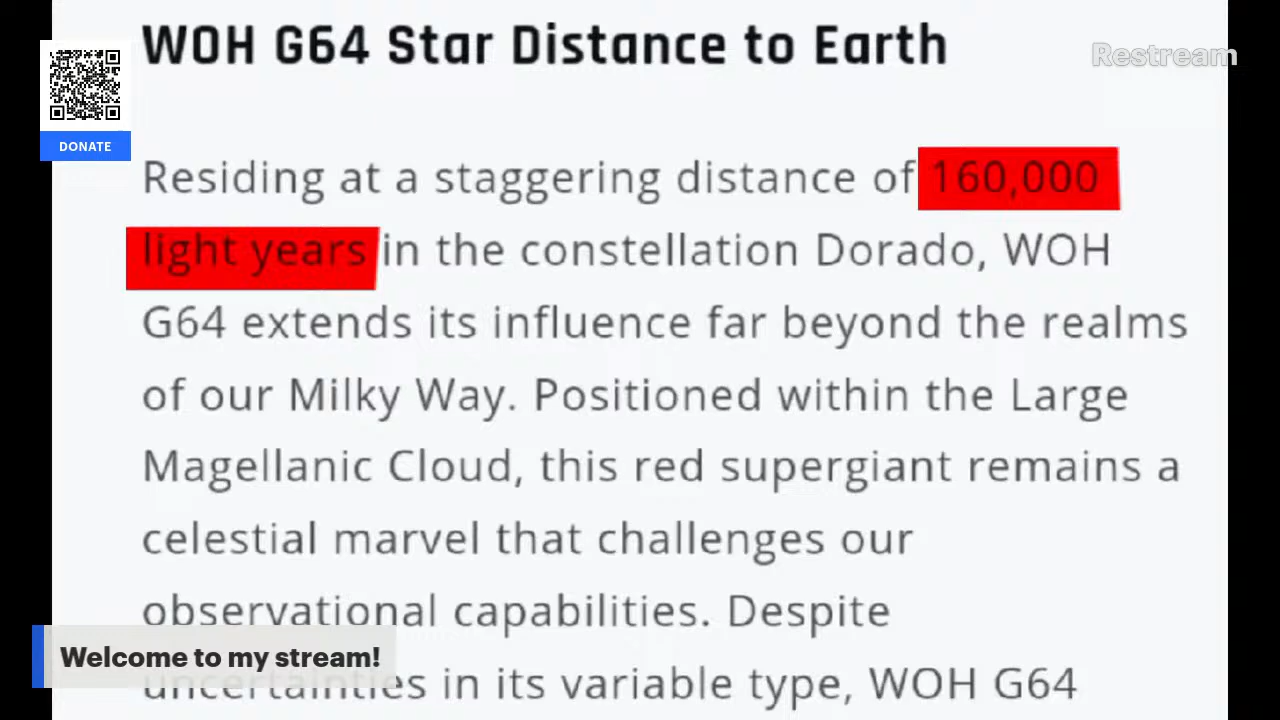 WOH G64 Star Distance to Earth
Restream
DONATE
Residing at a staggering distance of 160,000
light years in the constellation Dorado, WOH
G64 extends its influence far beyond the realms
of our Milky Way. Positioned within the Large
Magellanic Cloud, this red supergiant remains a
celestial marvel that challenges our
observational capabilities. Despite
Welcome to my stream!
uncertainties in its variable type, WOH G64